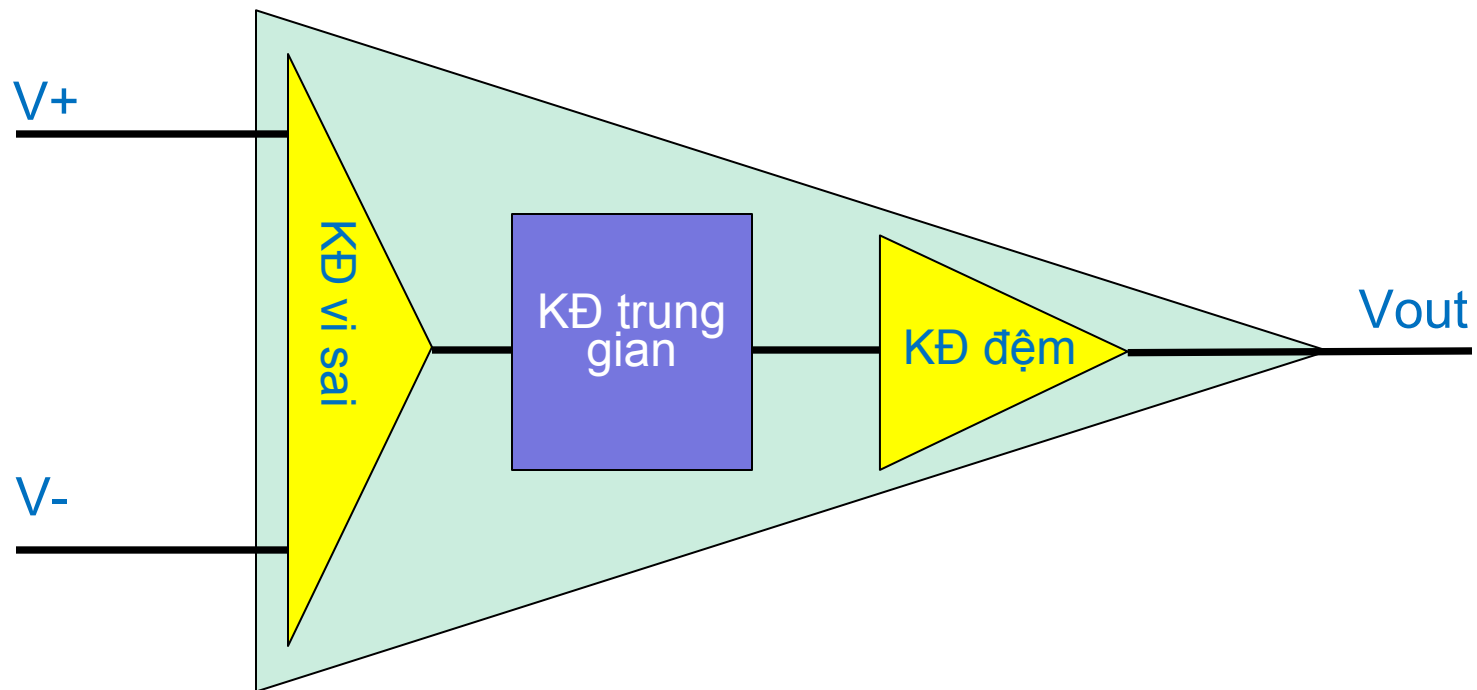 V+
KĐ vi sai
KĐ trung
gian
KĐ đệm
Vout
V-